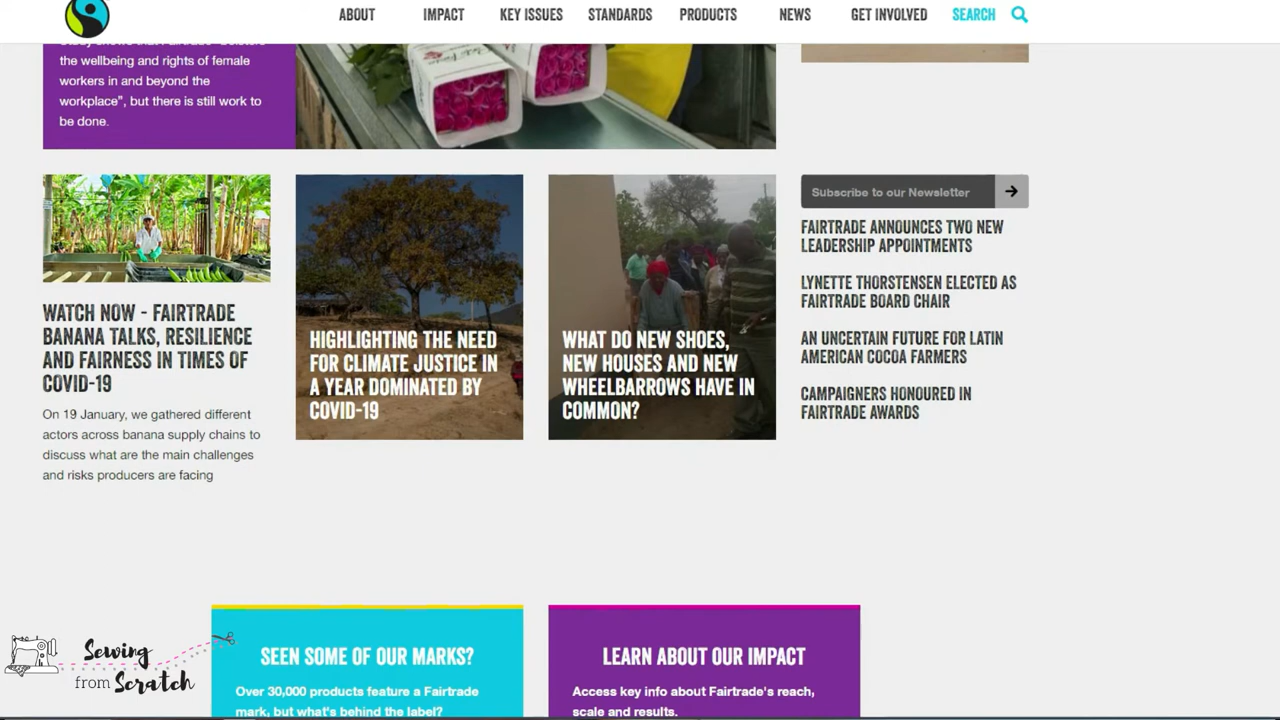 ABOUT
IMPACT
KEY ISSUES
STANDARDS
PRODUCTS
NEWS
GET INVOLVED
SEARCH
the wellbeing and rights of female
workers in and beyond the
workplace", but there is still work to
be done.
WATCH NOW - FAIRTRADE
BANANA TALKS, RESILIENCE
AND FAIRNESS IN TIMES OF
COVID-19
On 19 January, we gathered different
actors across banana supply chains to
discuss what are the main challenges
and risks producers are facing
HIGHLIGHTING THE NEED
FOR CLIMATE JUSTICE IN
A YEAR DOMINATED BY
COVID-19
WHAT DO NEW SHOES,
NEW HOUSES AND NEW
WHEELBARROWS HAVE IN
COMMON?
Subscribe to our Newsletter
FAIRTRADE ANNOUNCES TWO NEW
LEADERSHIP APPOINTMENTS
LYNETTE THORSTENSEN ELECTED AS
FAIRTRADE BOARD CHAIR
AN UNCERTAIN FUTURE FOR LATIN
AMERICAN COCOA FARMERS
CAMPAIGNERS HONOURED IN
FAIRTRADE AWARDS
SEEN SOME OF OUR MARKS?
Over 30,000 products feature a Fairtrade
mark, but what's behind the label?
LEARN ABOUT OUR IMPACT
Access key info about Fairtrade's reach,
scale and results.
Sewing
from Scratch